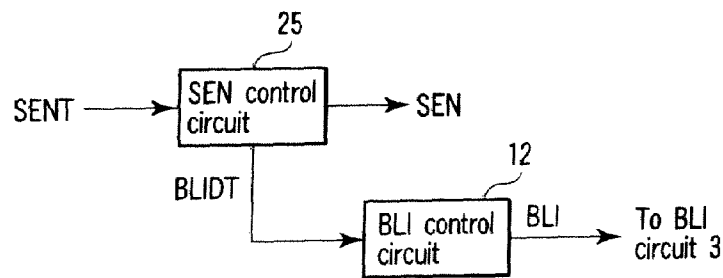 25
SENT
SEN control
circuit
SEN
BLIDT
12
BLI control
circuit
BLI
To BLI
circuit 3